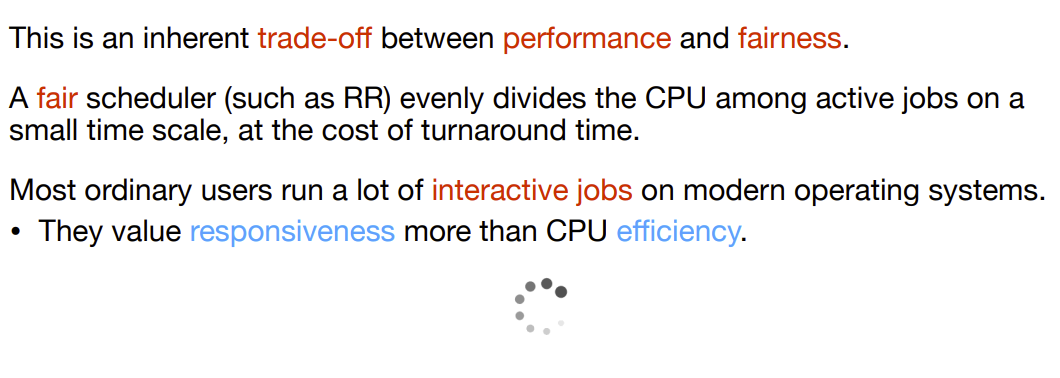 This is an inherent trade-off between performance and fairness.
A fair scheduler (such as RR) evenly divides the CPU among active jobs on a
small time scale, at the cost of turnaround time.
Most ordinary users run a lot of interactive jobs on modern operating systems.
• They value responsiveness more than CPU efficiency.